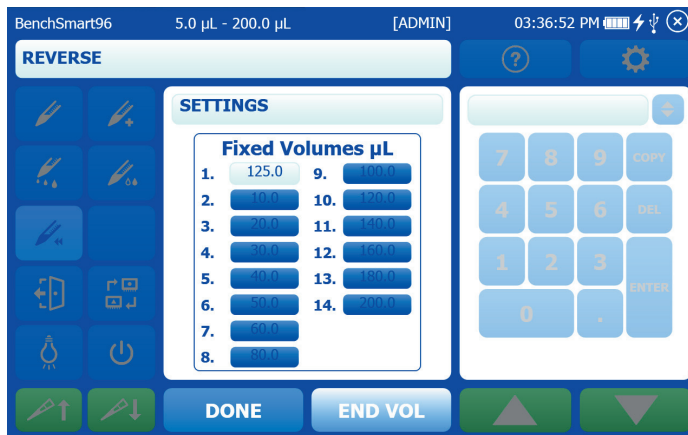 BenchSmart96 5.0 µL - 200.0 µL [ADMIN] 03:36:52 PM
REVERSE
?
SETTINGS
Fixed Volumes µL
1. 125.0
2. 10.0
3. 20.0
4. 30.0
5. 40.0
6. 50.0
7. 60.0
8. 80.0
9. 100.0
10. 120.0
11. 140.0
12. 160.0
13. 180.0
14. 200.0
7 8 9 COPY
4 5 6 DEL
1 2 3 ENTER
0 .
DONE END VOL